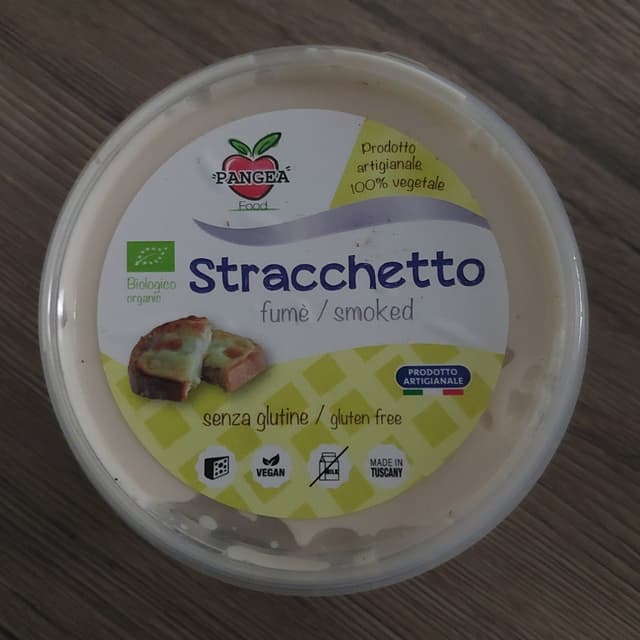 PANGEA
Food
Prodotto
artigianale
100% vegetale
Biologico
organic
Stracchetto
fumè / smoked
PRODOTTO
ARTIGIANALE
senza glutine / gluten free
VEGAN
MILK
MADE IN
TUSCANY